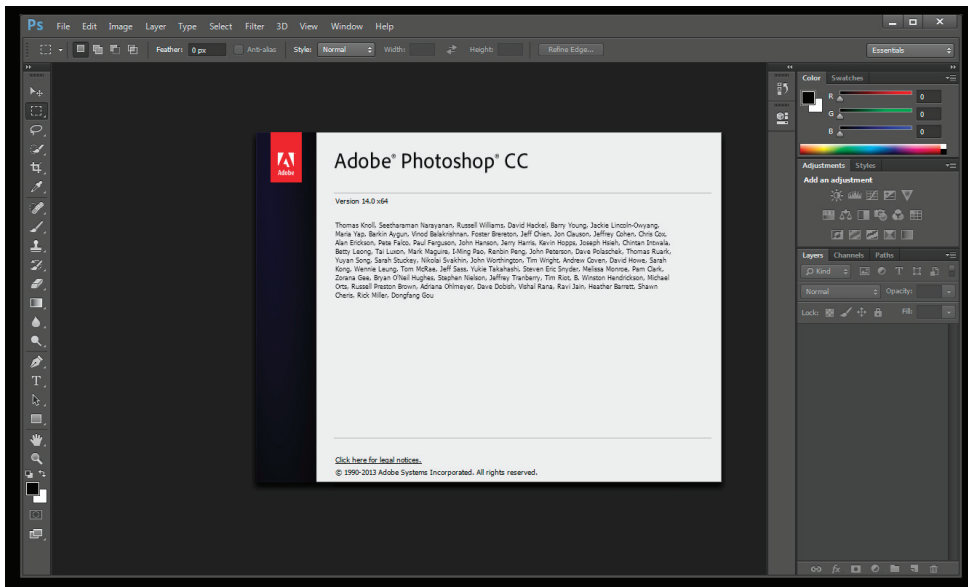 Ps File Edit Image Layer Type Select Filter 3D View Window Help
Feather: 0 px Anti-alias Style: Normal Width: Height: Refine Edge... Essentials
Color Swatches
R 0
G 0
B 0
Adjustments Styles
Add an adjustment
Layers Channels Paths
Kind
Normal Opacity:
Lock: Fill:
Adobe
Adobe® Photoshop® CC
Version 14.0 x64
Thomas Knoll, Seetharaman Narayanan, Russell Williams, David Hackel, Barry Young, Jackie Lincoln-Owyang,
Maria Yap, Barkin Aygun, Vinod Balakrishnan, Foster Brereton, Jeff Chien, Jon Clauson, Jeffrey Cohen, Chris Cox,
Alan Erickson, Pete Falco, Paul Ferguson, John Hanson, Jerry Harris, Kevin Hopps, Joseph Hsieh, Chintan Intwala,
Betty Leong, Tai Luxon, Mark Maguire, I-Ming Pao, Renbin Peng, John Peterson, Dave Polaschek, Thomas Ruark,
Yuyan Song, Sarah Stuckey, Nikolai Svakhin, John Worthington, Tim Wright, Andrew Coven, David Howe, Sarah
Kong, Wennie Leung, Tom McRae, Jeff Sass, Yukie Takahashi, Steven Eric Snyder, Melissa Monroe, Pam Clark,
Zorana Gee, Bryan O'Neil Hughes, Stephen Nielson, Jeffrey Tranberry, Tim Riot, B. Winston Hendrickson, Michael
Orts, Russell Preston Brown, Adriana Ohlmeyer, Dave Dobish, Vishal Rana, Ravi Jain, Heather Barrett, Shawn
Cheris, Rick Miller, Dongfang Gou
Click here for legal notices.
© 1990-2013 Adobe Systems Incorporated. All rights reserved.